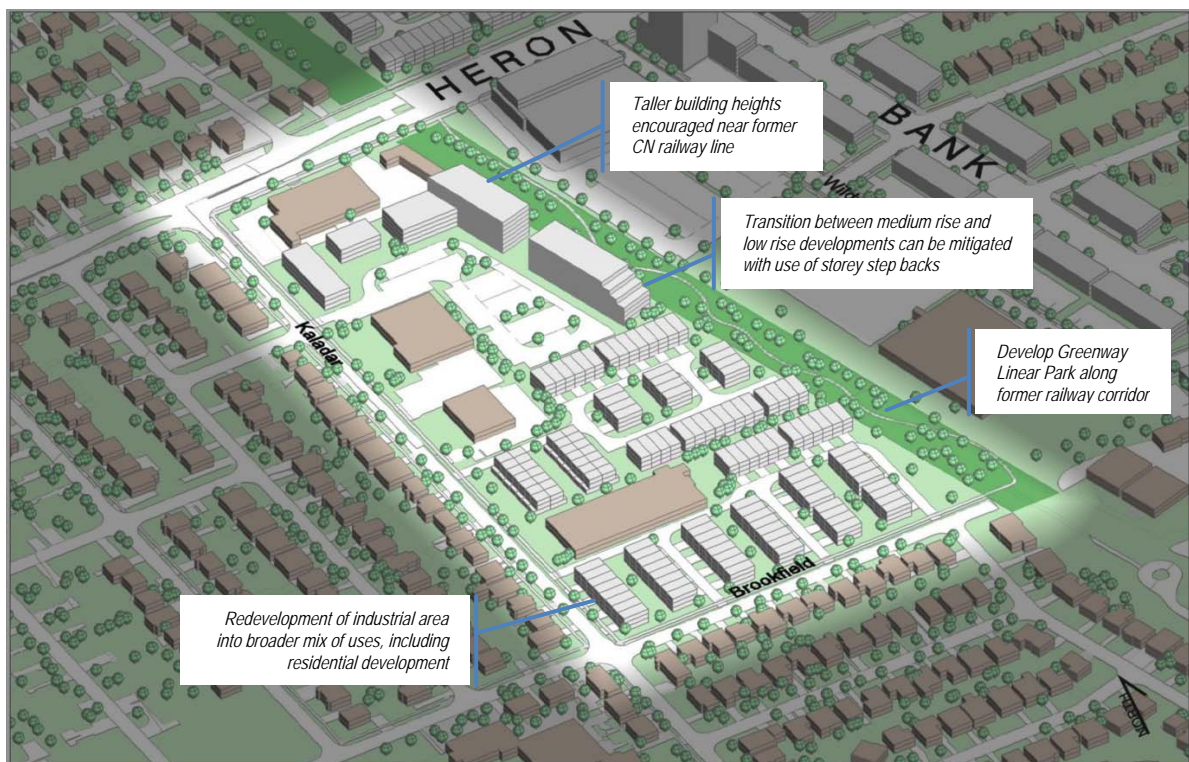 HERON
BANK
Taller building heights
encouraged near former
CN railway line
Transition between medium rise and
low rise developments can be mitigated
with use of storey step backs
Kaladar
Develop Greenway
Linear Park along
former railway corridor
Brookfield
Redevelopment of industrial area
into broader mix of uses, including
residential development
NORTH